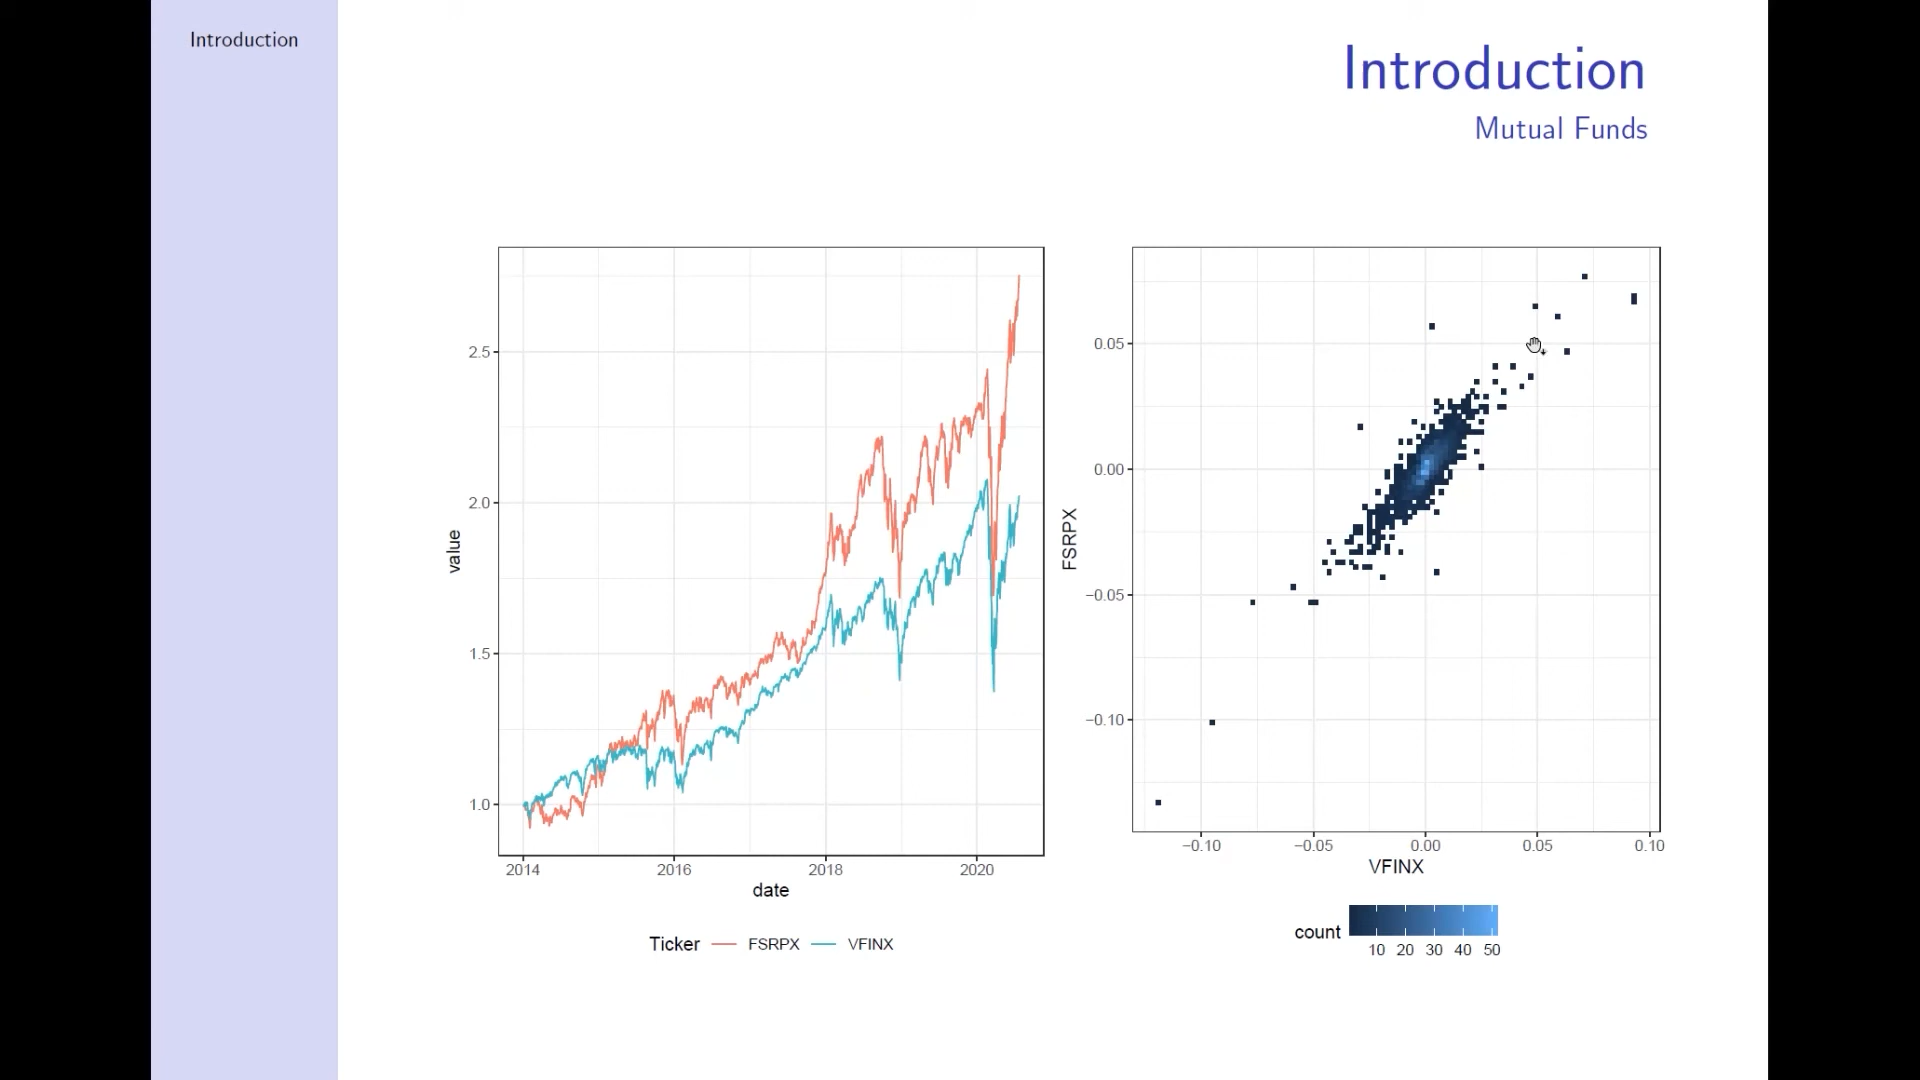 Introduction
Introduction
Mutual Funds
2.5
2.0
1.5
1.0
value
2014 2016 2018 2020
date
Ticker FSRPX VFINX
0.05
0.00
−0.05
−0.10
FSRPX
−0.10 −0.05 0.00 0.05 0.10
VFINX
count
10 20 30 40 50